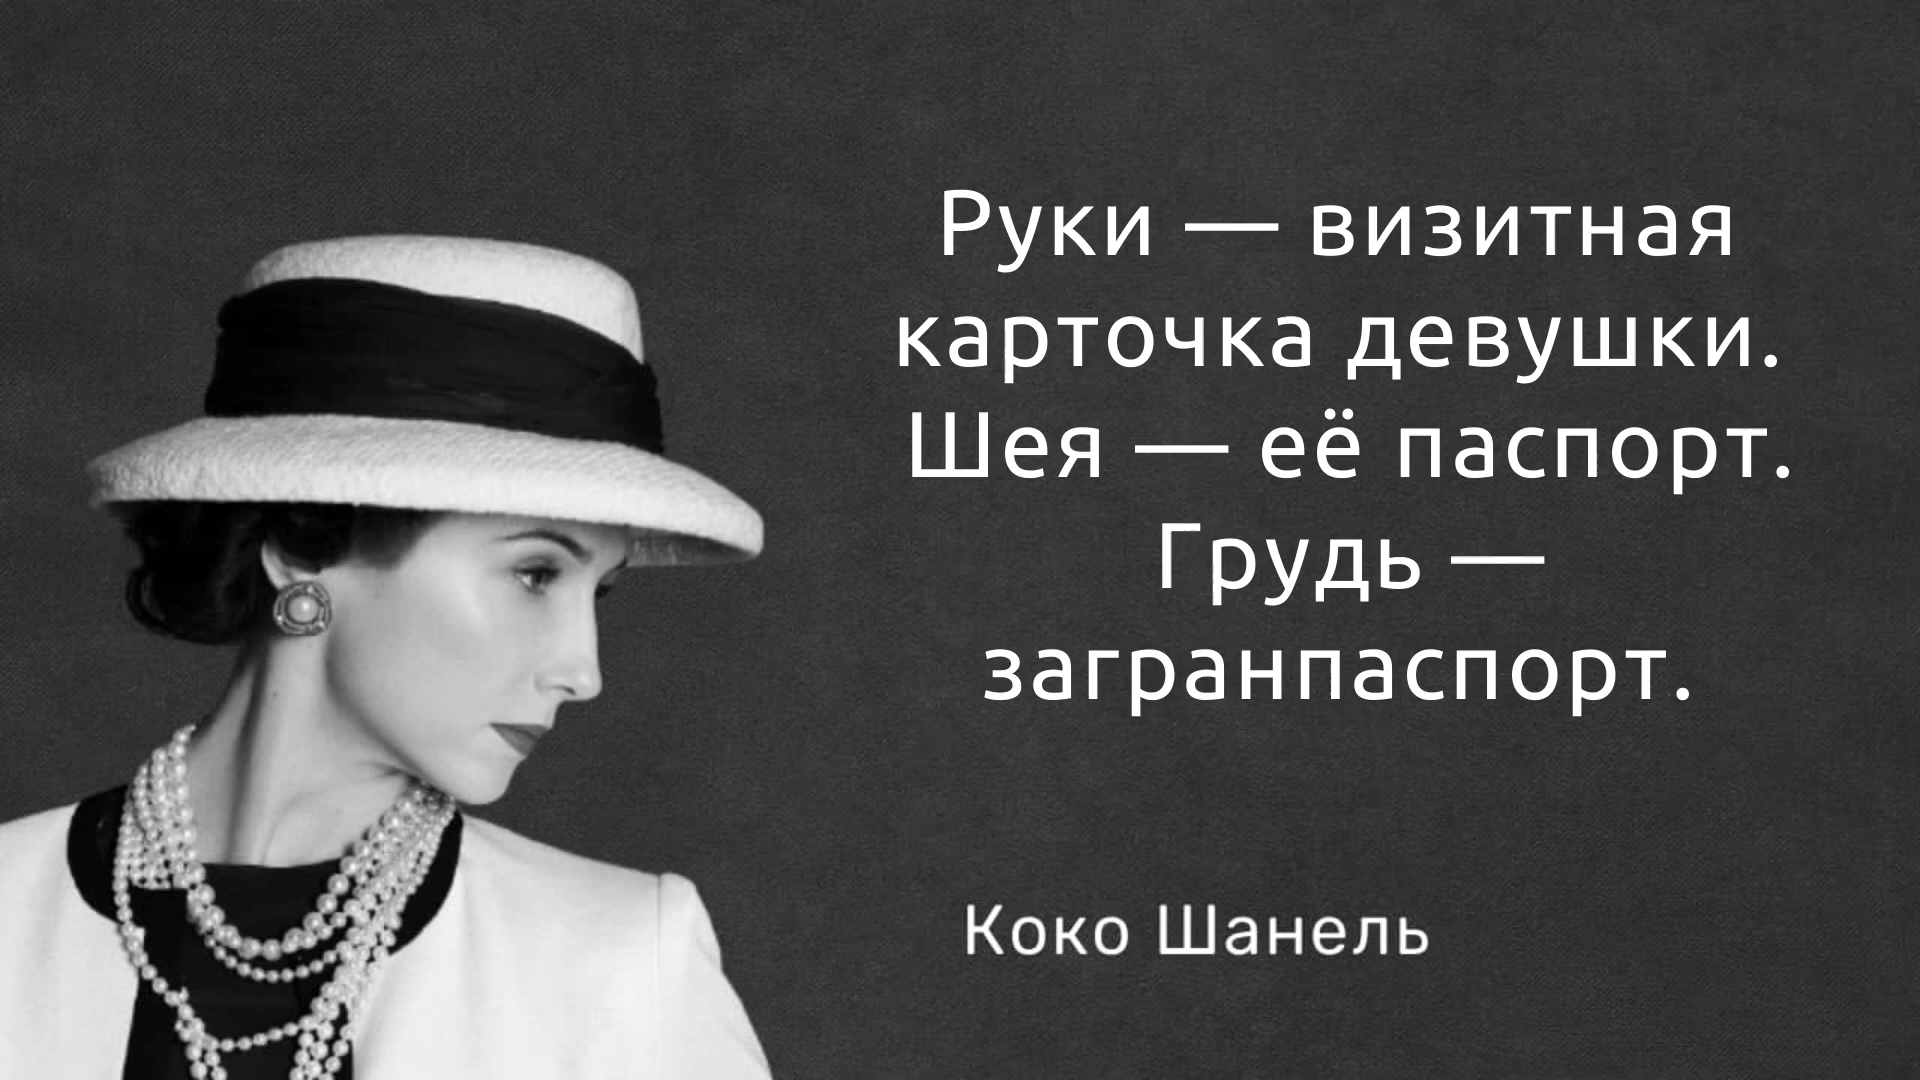 Руки — визитная
карточка девушки.
Шея — её паспорт.
Грудь —
загранпаспорт.
Коко Шанель